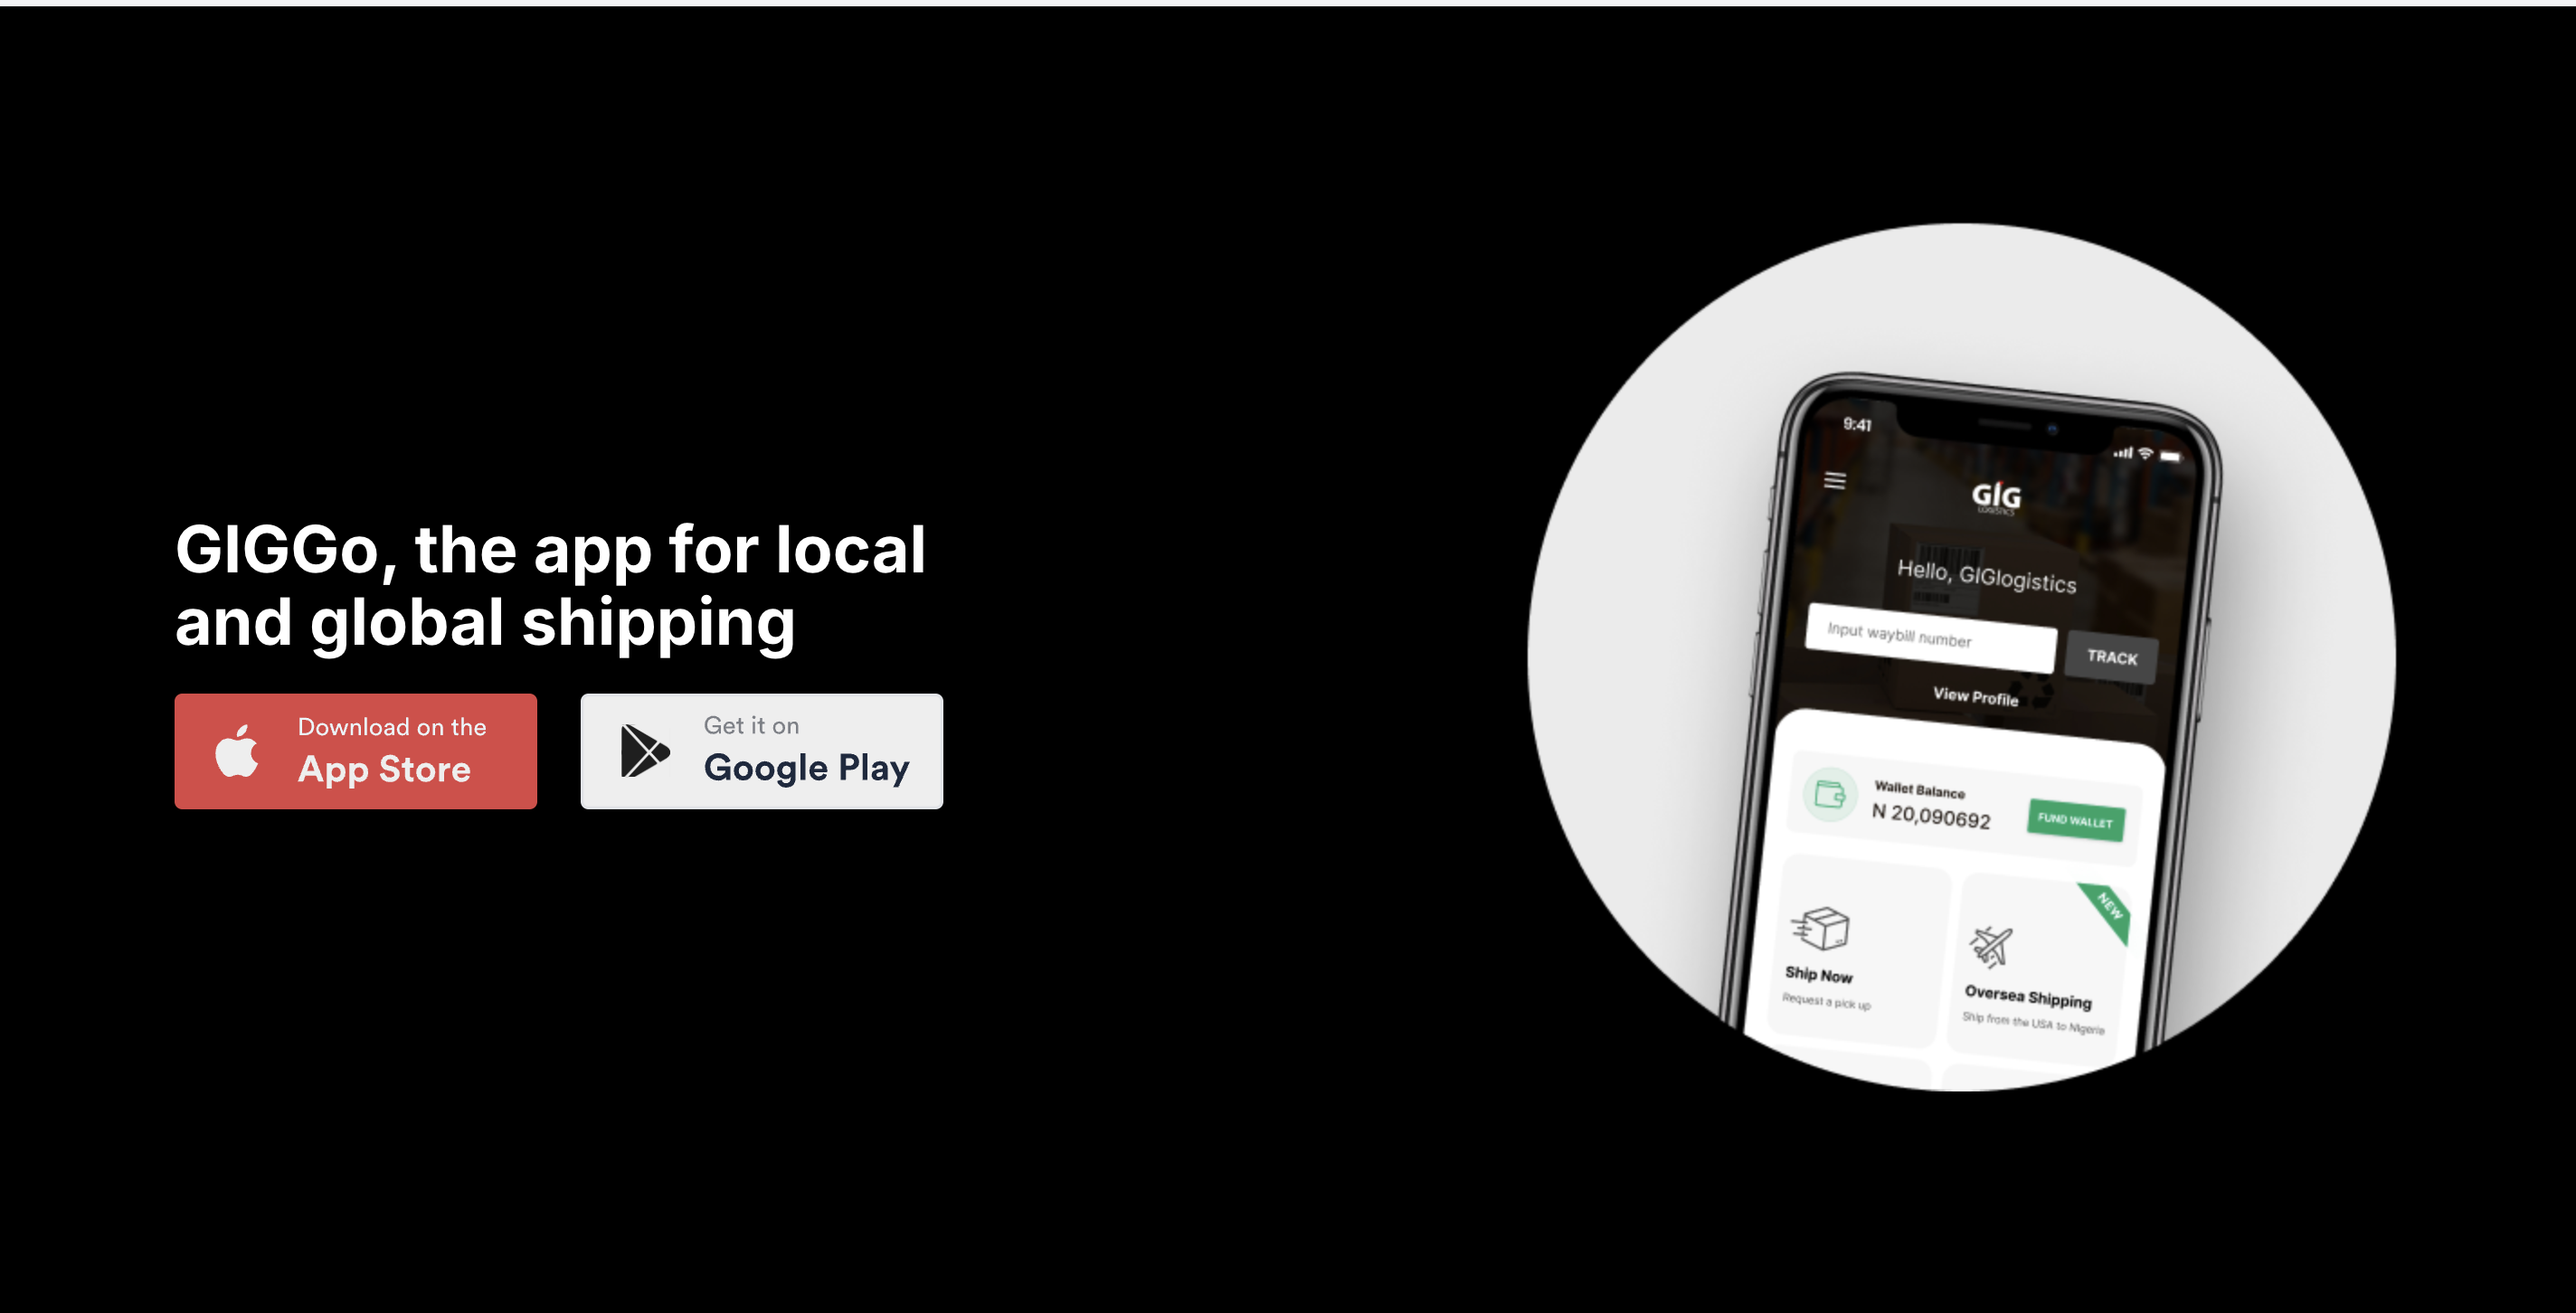 GIGGo, the app for local
and global shipping
Download on the
App Store
Get it on
Google Play
9:41
GIG
LOGISTICS
Hello, GIGlogistics
Input waybill number
TRACK
View Profile
Wallet Balance
N 20,090692
FUND WALLET
NEW
Ship Now
Request a pick up
Oversea Shipping
Ship from the USA to Nigeria